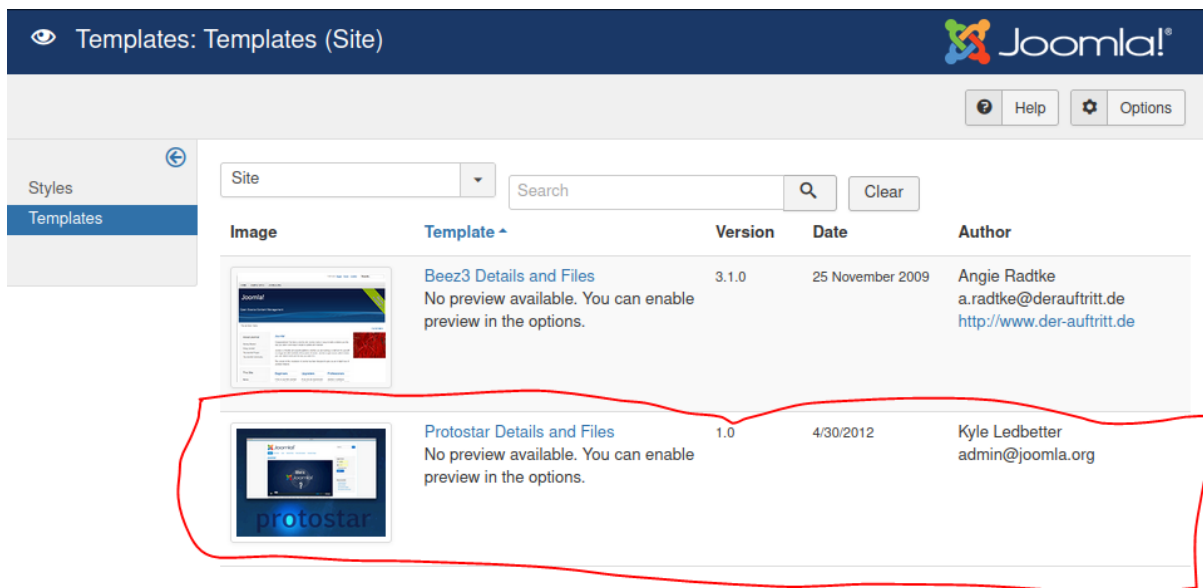 Templates: Templates (Site)
Joomla!®
Help
Options
Styles
Templates
Site
Search
Clear
Image Template Version Date Author
Beez3 Details and Files 3.1.0 25 November 2009 Angie Radtke
No preview available. You can enable a.radtke@derauftritt.de
preview in the options. http://www.der-auftritt.de
Joomla!
Protostar Details and Files 1.0 4/30/2012 Kyle Ledbetter
No preview available. You can enable admin@joomla.org
preview in the options.
protostar